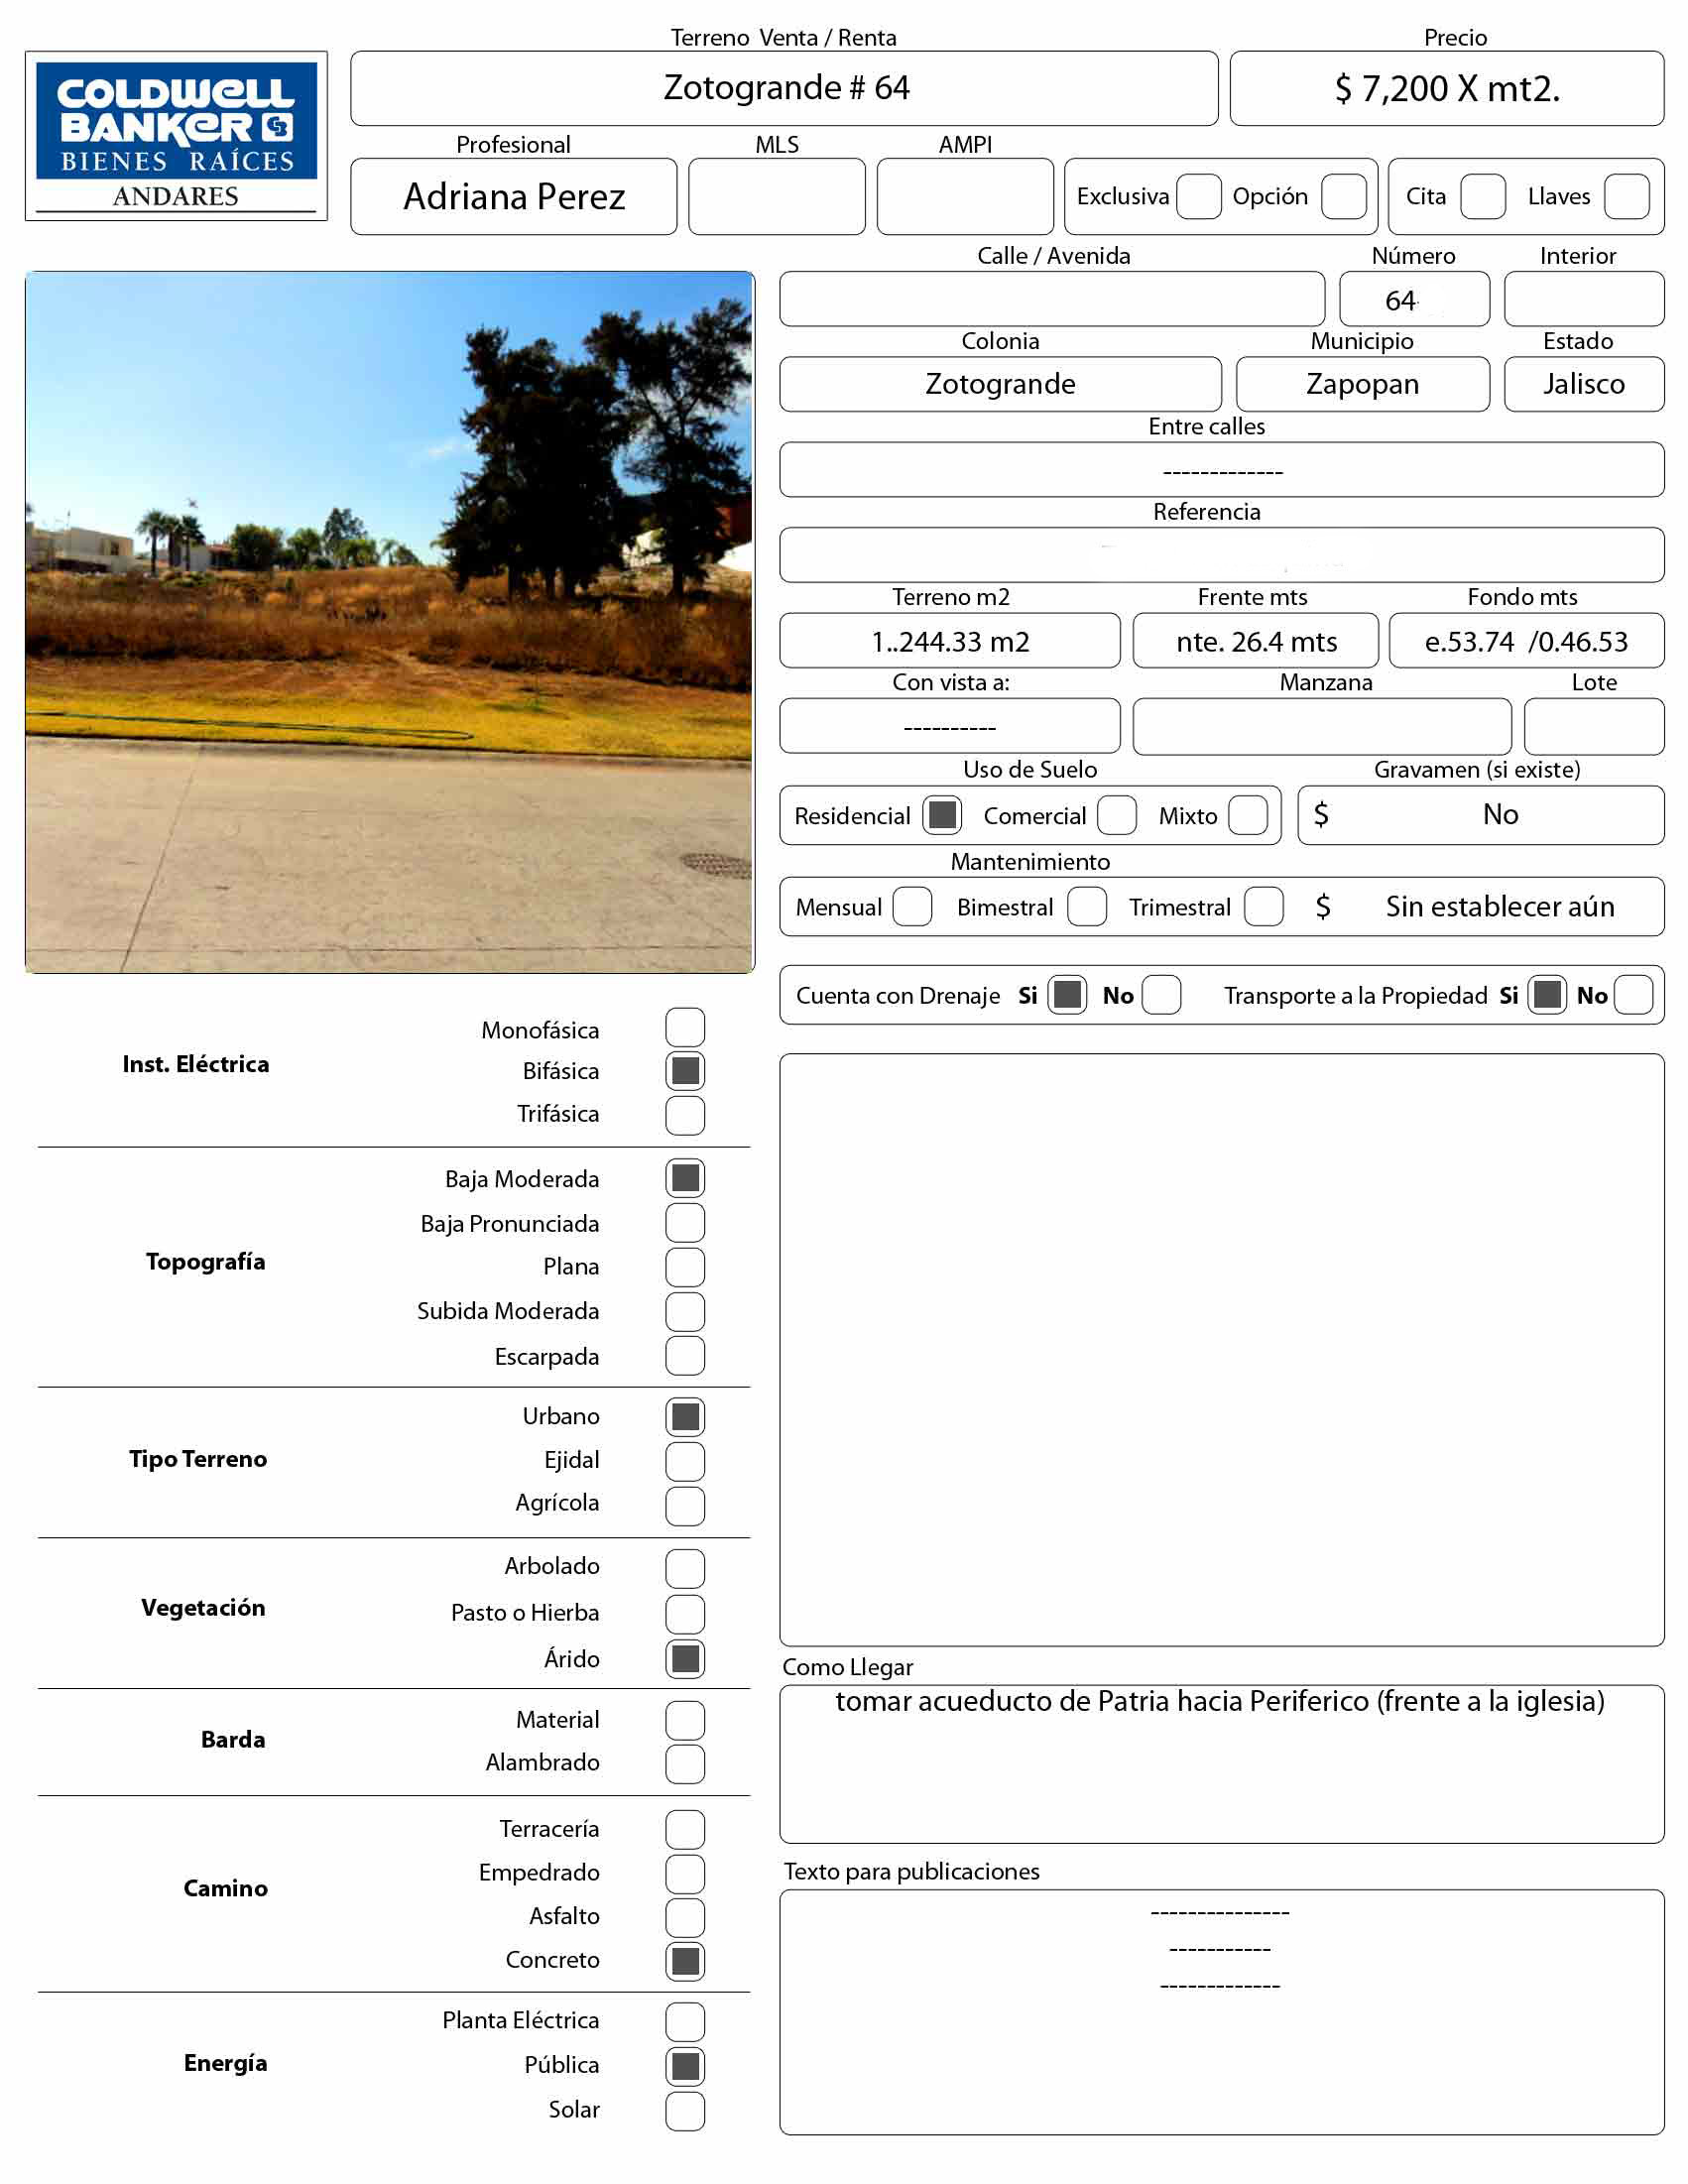 Terreno Venta / Renta
Precio
COLDWELL
BANKER CB
BIENES RAÍCES
ANDARES
Zotogrande # 64
$ 7,200 X mt2.
Profesional
MLS
AMPI
Adriana Perez
Exclusiva
Opción
Cita
Llaves
Calle / Avenida
Número
Interior
64
Colonia
Municipio
Estado
Zotogrande
Zapopan
Jalisco
Entre calles
-------------
Referencia
Terreno m2
Frente mts
Fondo mts
1..244.33 m2
nte. 26.4 mts
e.53.74 /0.46.53
Con vista a:
Manzana
Lote
----------
Uso de Suelo
Gravamen (si existe)
Residencial
Comercial
Mixto
$ No
Mantenimiento
Mensual
Bimestral
Trimestral
$ Sin establecer aún
Cuenta con Drenaje Si No
Transporte a la Propiedad Si No
Inst. Eléctrica
Monofásica
Bifásica
Trifásica
Topografía
Baja Moderada
Baja Pronunciada
Plana
Subida Moderada
Escarpada
Tipo Terreno
Urbano
Ejidal
Agrícola
Vegetación
Arbolado
Pasto o Hierba
Árido
Barda
Material
Alambrado
Camino
Terracería
Empedrado
Asfalto
Concreto
Energía
Planta Eléctrica
Pública
Solar
Como Llegar
tomar acueducto de Patria hacia Periferico (frente a la iglesia)
Texto para publicaciones
---------------
-----------
-------------